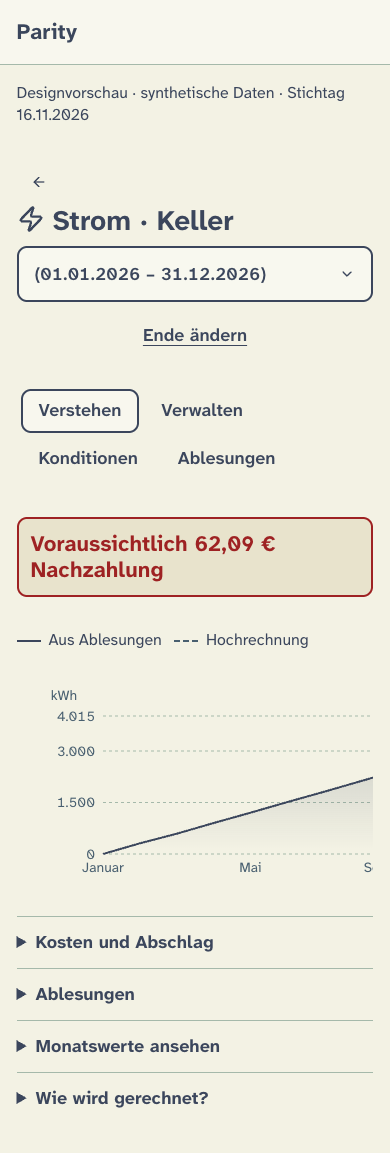 Parity
Designvorschau · synthetische Daten · Stichtag
16.11.2026
←
Strom · Keller
(01.01.2026 – 31.12.2026)
Ende ändern
Verstehen Verwalten
Konditionen Ablesungen
Voraussichtlich 62,09 €
Nachzahlung
Aus Ablesungen Hochrechnung
kWh
4.015
3.000
1.500
0
Januar Mai
Kosten und Abschlag
Ablesungen
Monatswerte ansehen
Wie wird gerechnet?